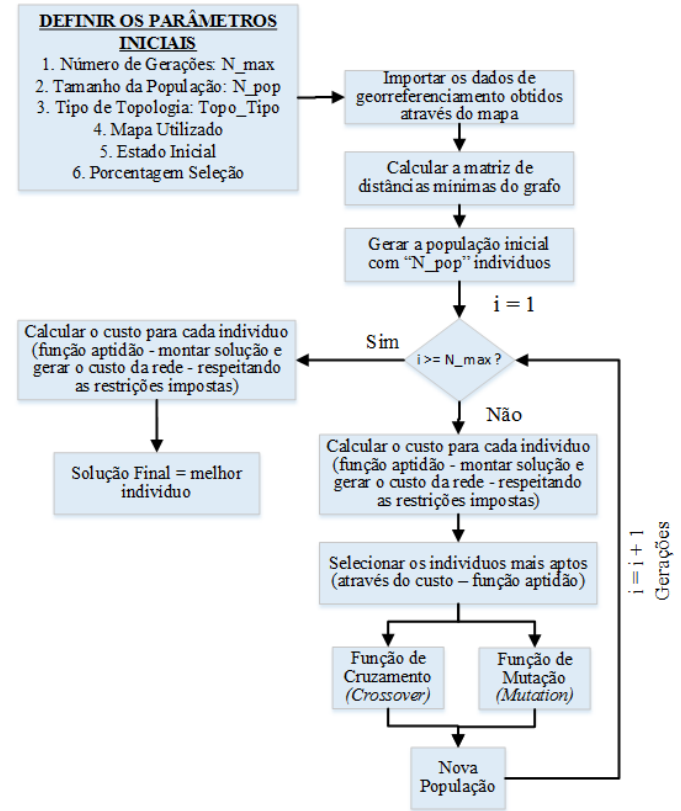 DEFINIR OS PARÂMETROS
INICIAIS
1. Número de Gerações: N_max
2. Tamanho da População: N_pop
3. Tipo de Topologia: Topo_Tipo
4. Mapa Utilizado
5. Estado Inicial
6. Porcentagem Seleção
Importar os dados de
georreferenciamento obtidos
através do mapa
Calcular a matriz de
distâncias mínimas do grafo
Gerar a população inicial
com “N_pop” individuos
i = 1
i >= N_max ?
Sim
Calcular o custo para cada individuo
(função aptidão - montar solução e
gerar o custo da rede - respeitando
as restrições impostas)
Solução Final = melhor
individuo
Não
Calcular o custo para cada individuo
(função aptidão - montar solução e
gerar o custo da rede - respeitando
as restrições impostas)
Selecionar os individuos mais aptos
(através do custo – função aptidão)
Função de
Cruzamento
(Crossover)
Função de
Mutação
(Mutation)
Nova
População
i = i + 1
Gerações